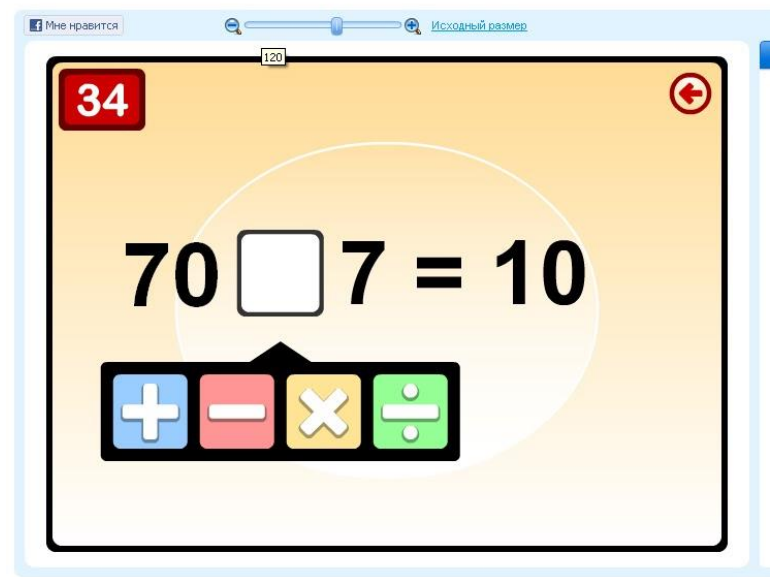 Мне нравится
Исходный размер
120
34
70 7 = 10
+ − × ÷